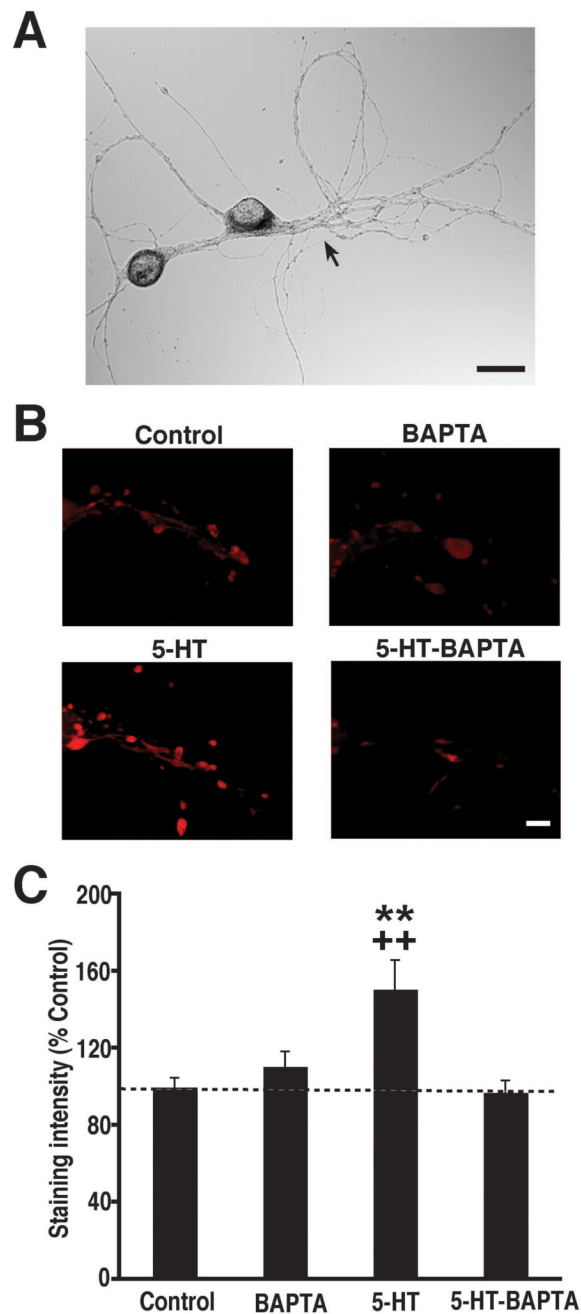 A
B
Control
BAPTA
5-HT
5-HT-BAPTA
C
Staining intensity (% Control)
200
160
120
80
40
0
**
++
Control
BAPTA
5-HT
5-HT-BAPTA